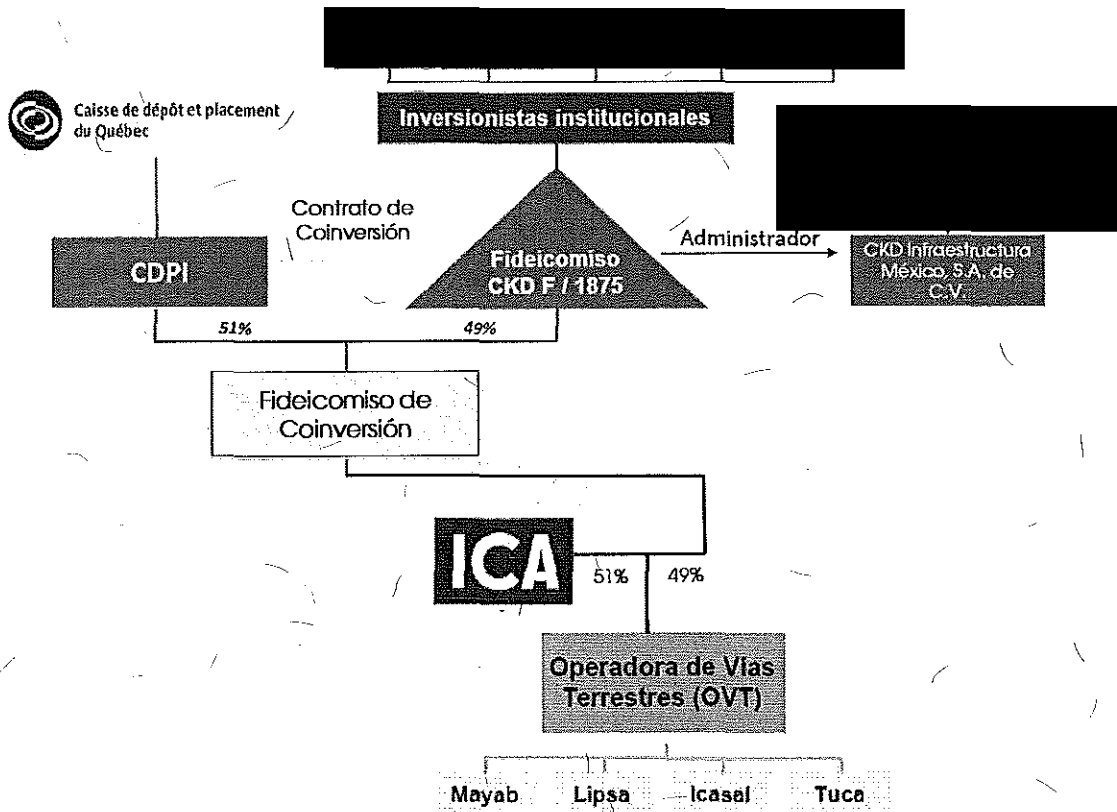 Caisse de dépôt et placement
du Québec
Inversionistas institucionales
Contrato de
Coinversión
CDPI
Fideicomiso
CKD F / 1875
Administrador
CKD Infraestructura
México, S.A. de
C.V.
51%
49%
Fideicomiso de
Coinversión
ICA
51%
49%
Operadora de Vías
Terrestres (OVT)
Mayab
Lipsa
Icasal
Tuca